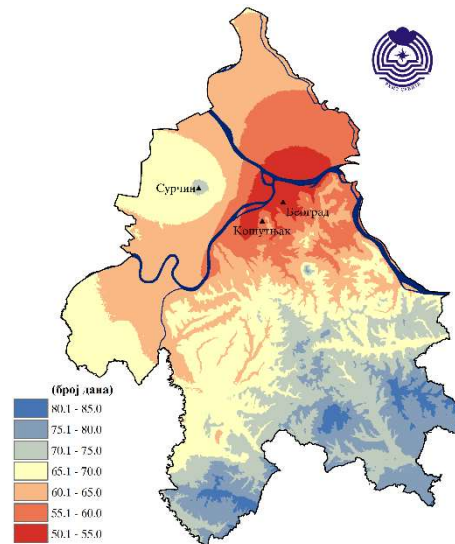 Сурчин
Београд
Кошутњак
(број дана)
80.1 - 85.0
75.1 - 80.0
70.1 - 75.0
65.1 - 70.0
60.1 - 65.0
55.1 - 60.0
50.1 - 55.0